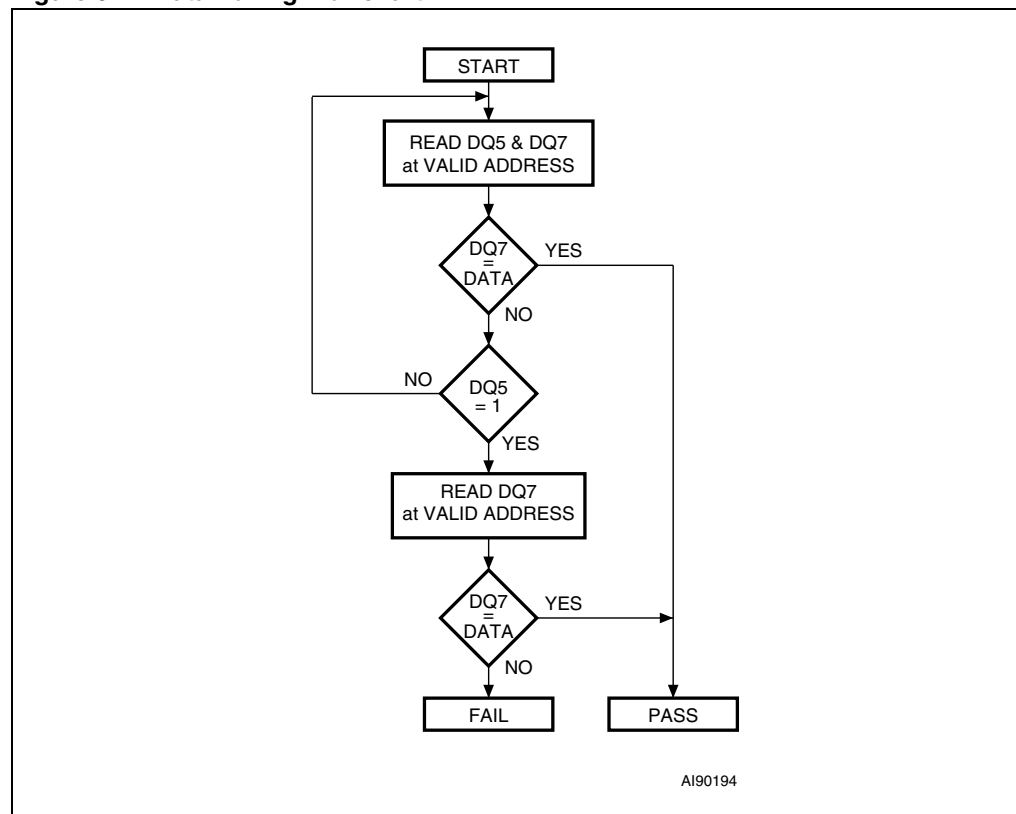 START
READ DQ5 & DQ7
at VALID ADDRESS
DQ7
=
DATA
YES
NO
DQ5
= 1
NO
YES
READ DQ7
at VALID ADDRESS
DQ7
=
DATA
YES
NO
FAIL
PASS
AI90194